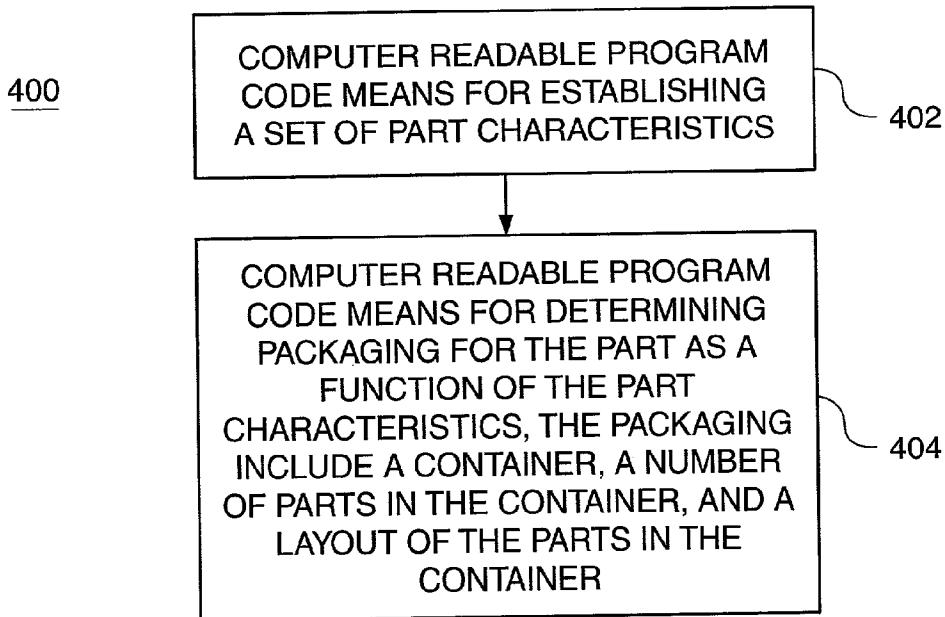 400
COMPUTER READABLE PROGRAM
CODE MEANS FOR ESTABLISHING
A SET OF PART CHARACTERISTICS
402
COMPUTER READABLE PROGRAM
CODE MEANS FOR DETERMINING
PACKAGING FOR THE PART AS A
FUNCTION OF THE PART
CHARACTERISTICS, THE PACKAGING
INCLUDE A CONTAINER, A NUMBER
OF PARTS IN THE CONTAINER, AND A
LAYOUT OF THE PARTS IN THE
CONTAINER
404